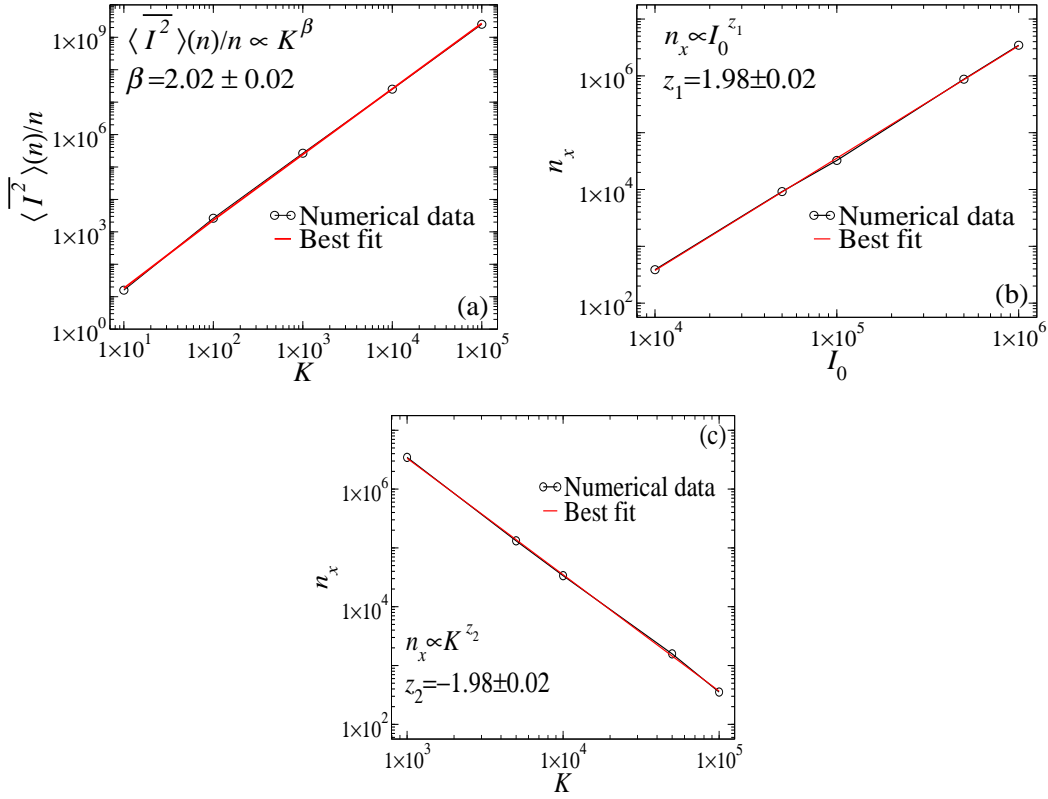 ⟨ I² ⟩(n)/n ∝ K^β
β=2.02 ± 0.02
1×10⁹
1×10⁶
1×10³
1×10⁰
⟨ I² ⟩(n)/n
Numerical data
Best fit
(a)
1×10¹ 1×10² 1×10³ 1×10⁴ 1×10⁵
K
n_x∝I₀^z₁
z₁=1.98±0.02
1×10⁶
1×10⁴
1×10²
n_x
Numerical data
Best fit
(b)
1×10⁴ 1×10⁵ 1×10⁶
I₀
(c)
1×10⁶
1×10⁴
1×10²
n_x
Numerical data
Best fit
n_x∝K^z₂
z₂=−1.98±0.02
1×10³ 1×10⁴ 1×10⁵
K